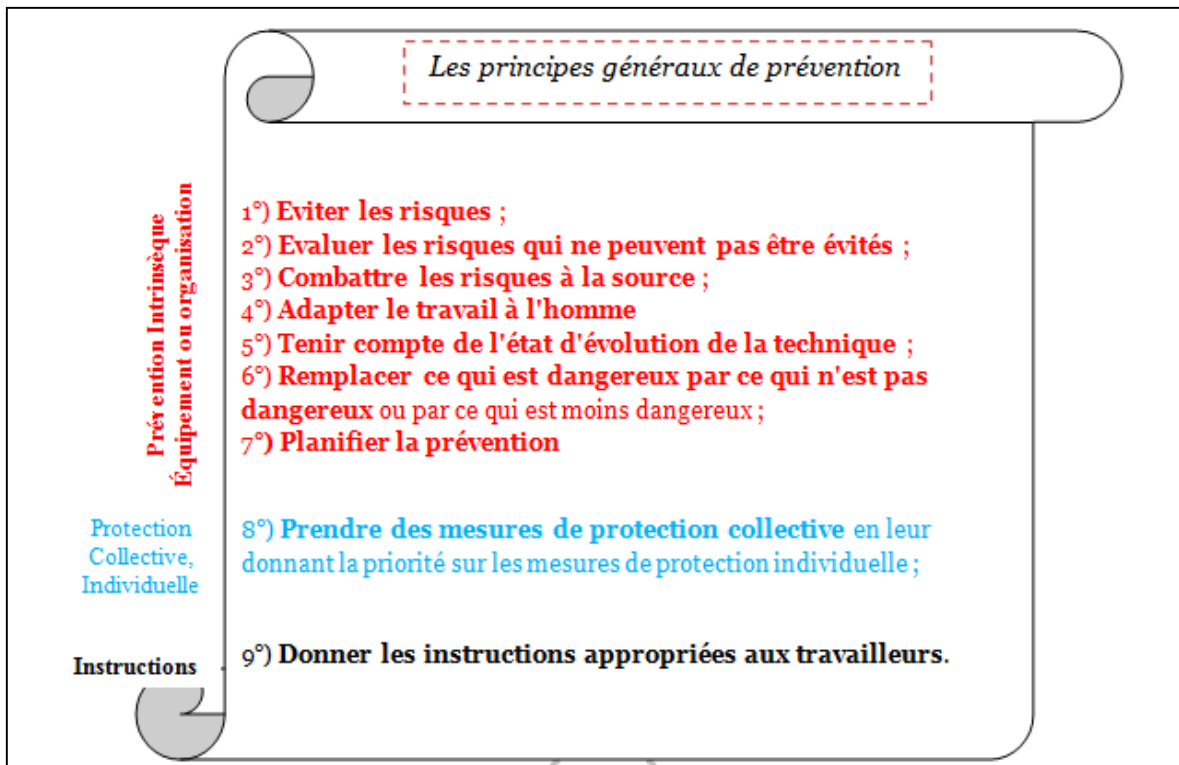 Les principes généraux de prévention
Prévention Intrinsèque
Équipement ou organisation
1°) Eviter les risques ;
2°) Evaluer les risques qui ne peuvent pas être évités ;
3°) Combattre les risques à la source ;
4°) Adapter le travail à l'homme
5°) Tenir compte de l'état d'évolution de la technique ;
6°) Remplacer ce qui est dangereux par ce qui n'est pas
dangereux ou par ce qui est moins dangereux ;
7°) Planifier la prévention
Protection
Collective,
Individuelle
8°) Prendre des mesures de protection collective en leur
donnant la priorité sur les mesures de protection individuelle ;
Instructions
9°) Donner les instructions appropriées aux travailleurs.